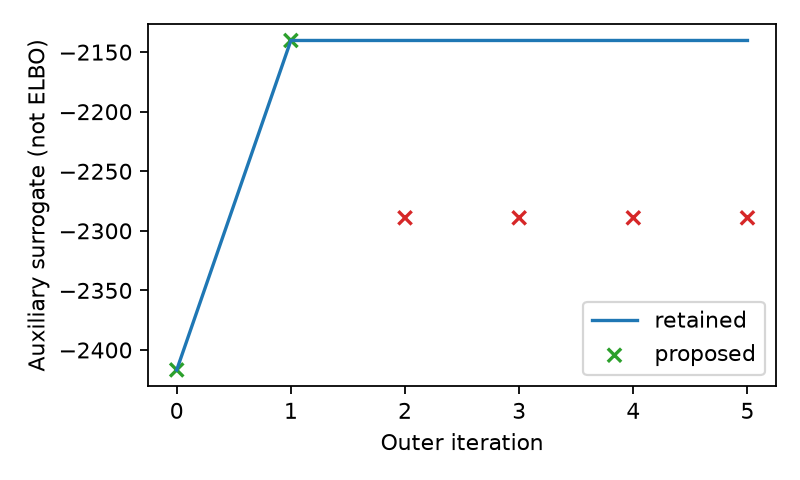 Auxiliary surrogate (not ELBO)
−2150
−2200
−2250
−2300
−2350
−2400
retained
proposed
0 1 2 3 4 5
Outer iteration